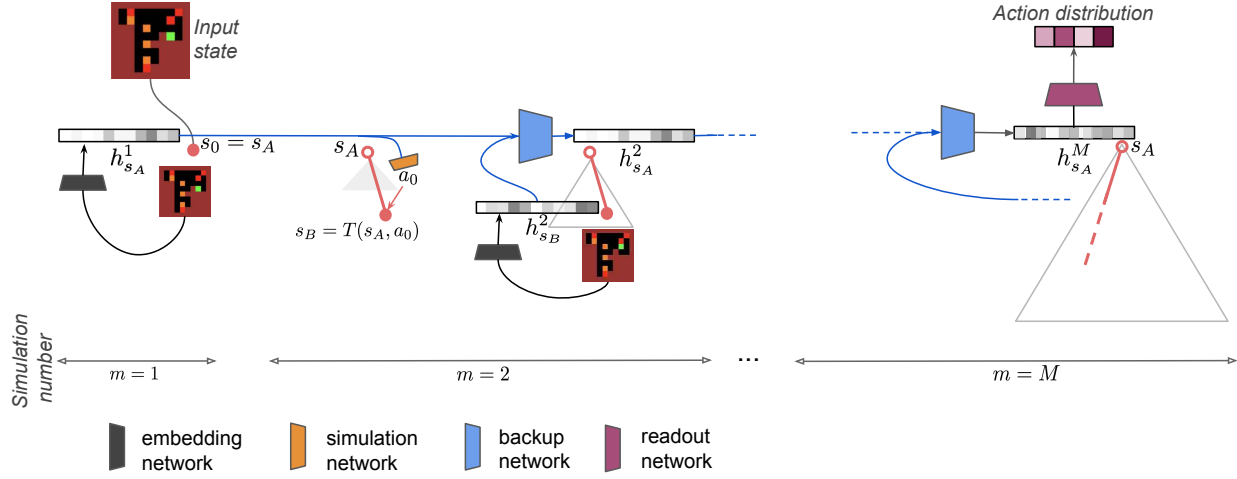 Input
state
Action distribution
$h^1_{s_A}$
$s_0 = s_A$
$s_A$
$a_0$
$s_B = T(s_A, a_0)$
$h^2_{s_A}$
$h^2_{s_B}$
$h^M_{s_A}$
$s_A$
Simulation
number
$m = 1$
$m = 2$
...
$m = M$
embedding
network
simulation
network
backup
network
readout
network